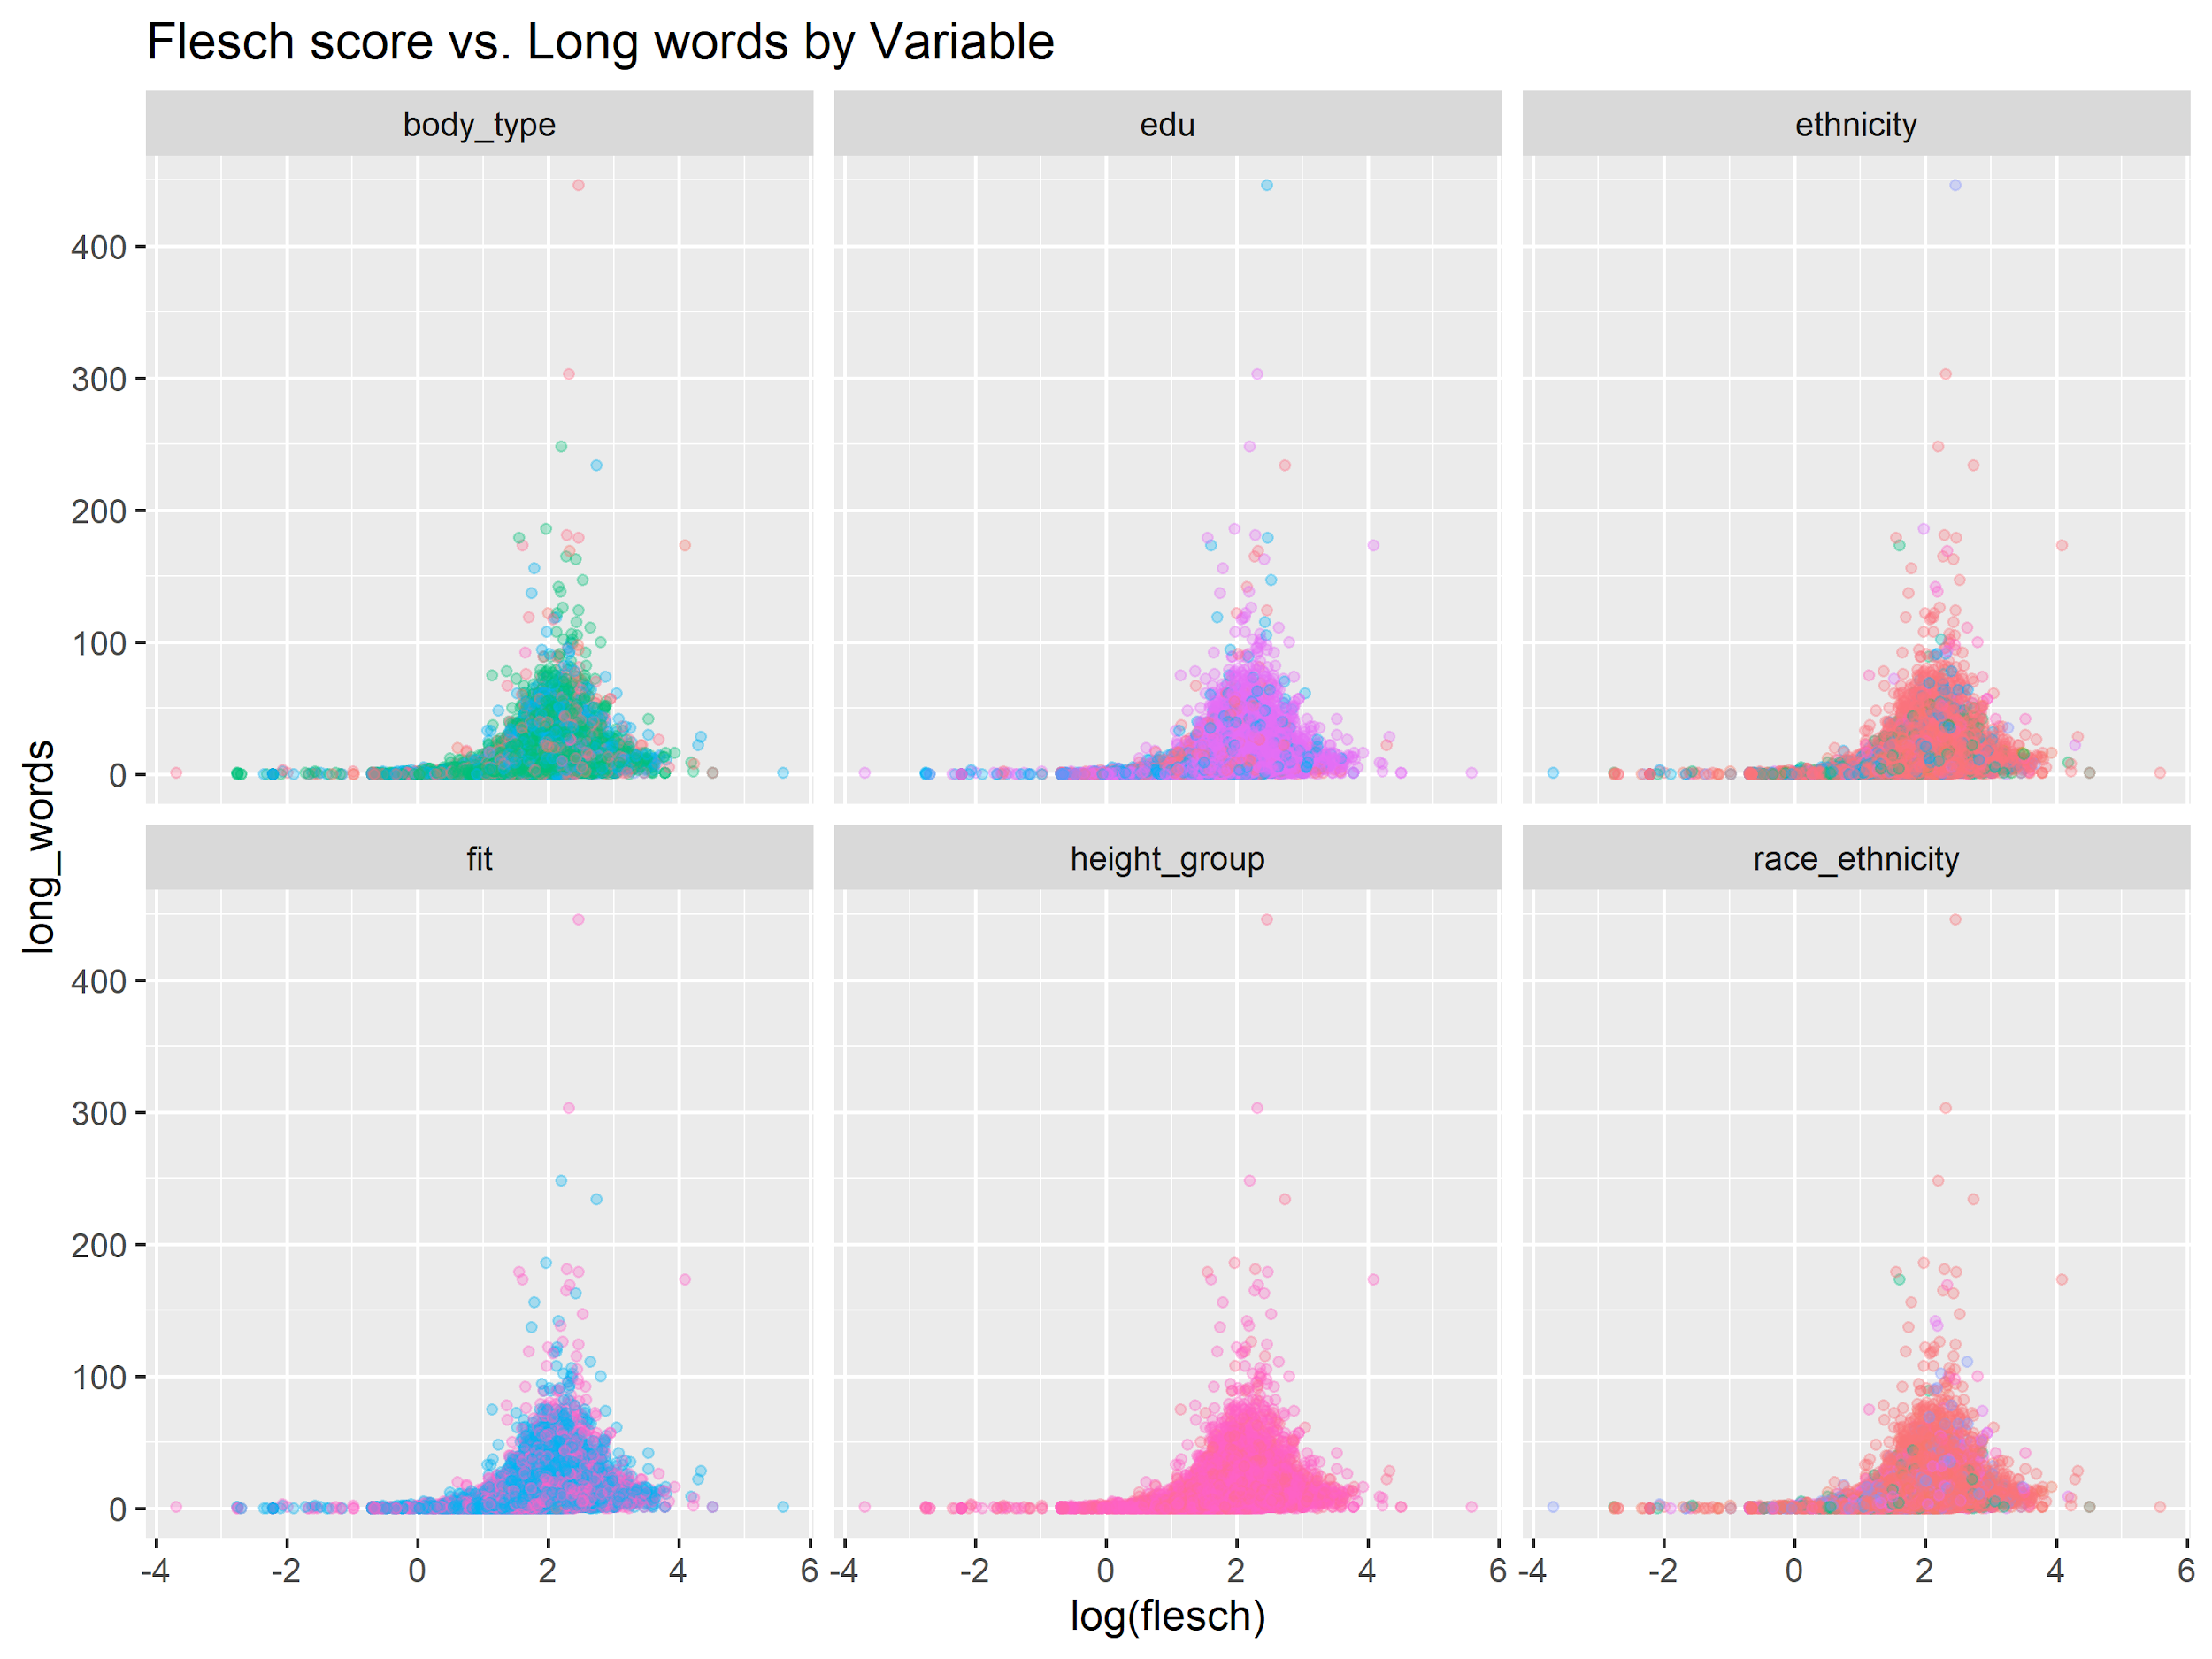 Flesch score vs. Long words by Variable
body_type edu ethnicity
400
300
200
100
0
fit height_group race_ethnicity
400
300
200
100
0
long_words
-4 -2 0 2 4 6 -4 -2 0 2 4 6 -4 -2 0 2 4 6
log(flesch)